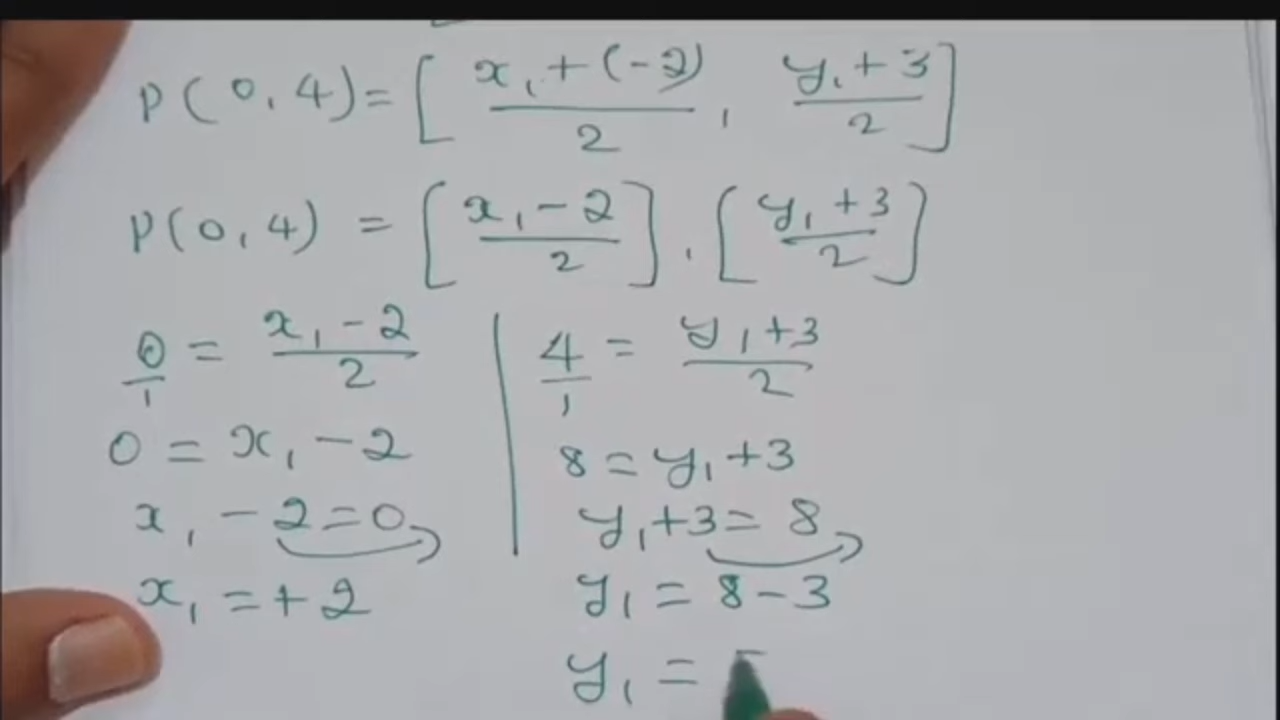 P(0,4)= [ x₁+(-2)/2 , y₁+3/2 ]
P(0,4) = [ x₁-2/2 ] , [ y₁+3/2 ]
0/1 = x₁-2/2
0 = x₁-2
x₁-2=0
x₁=+2
4/1 = y₁+3/2
8=y₁+3
y₁+3=8
y₁=8-3
y₁=